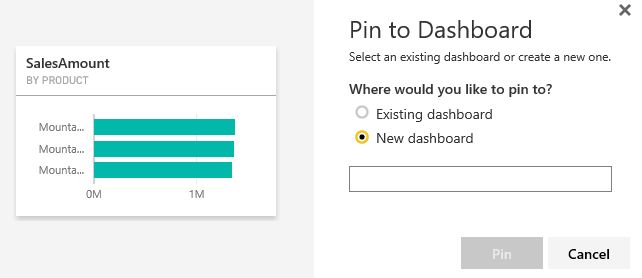 SalesAmount
BY PRODUCT
Mounta...
Mounta...
Mounta...
0M 1M
Pin to Dashboard
Select an existing dashboard or create a new one.
Where would you like to pin to?
Existing dashboard
New dashboard
Pin Cancel